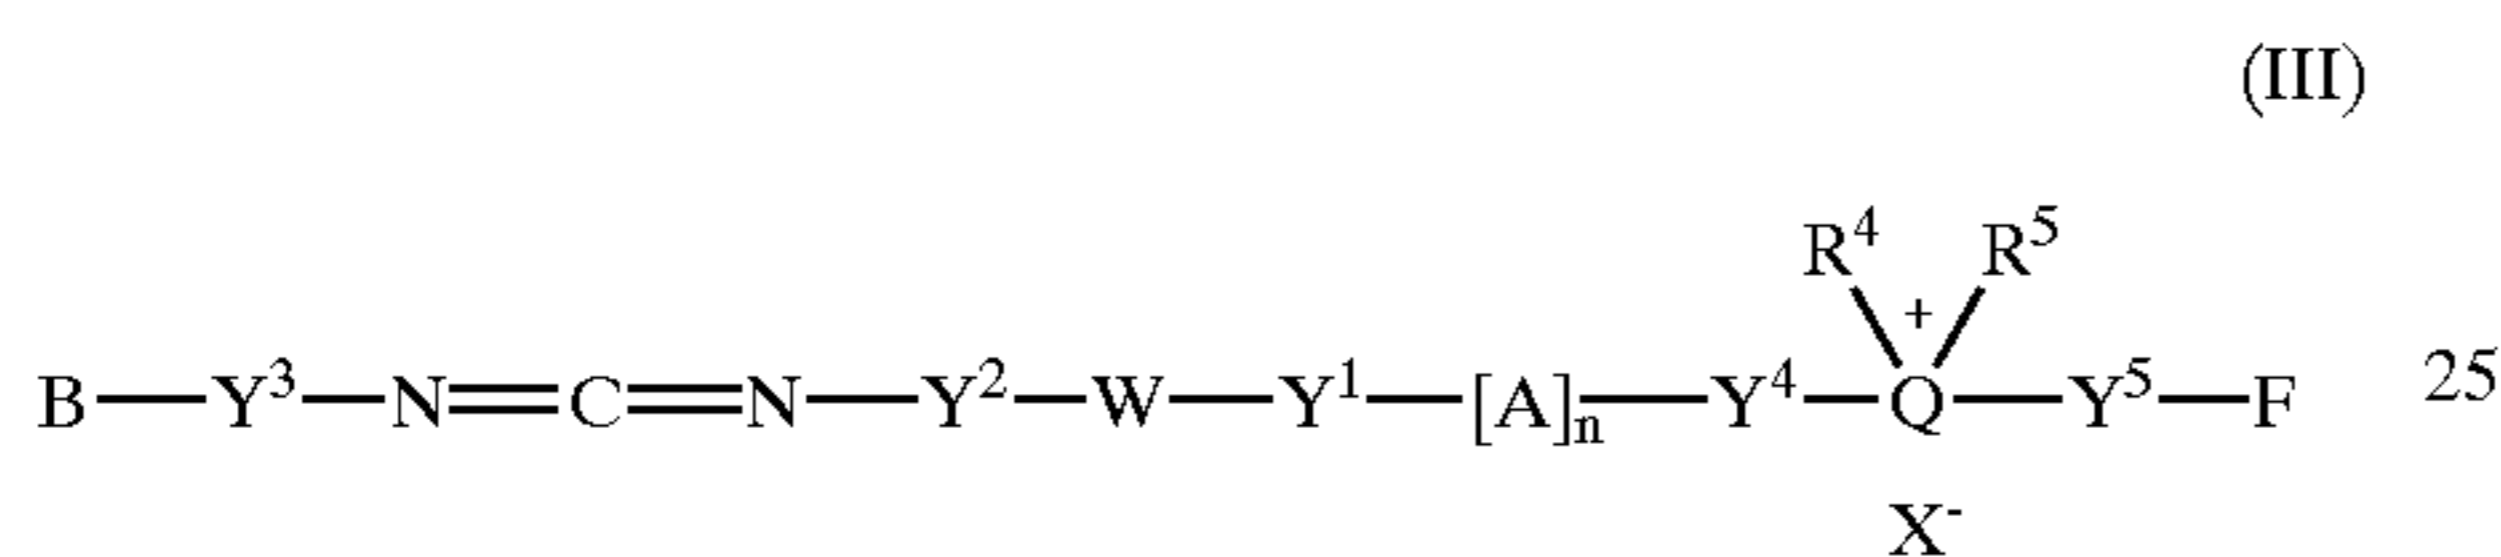 (III)
R⁴ R⁵
B—Y³—N=C=N—Y²—W—Y¹—[A]ₙ—Y⁴—Q⁺—Y⁵—F 25
X⁻